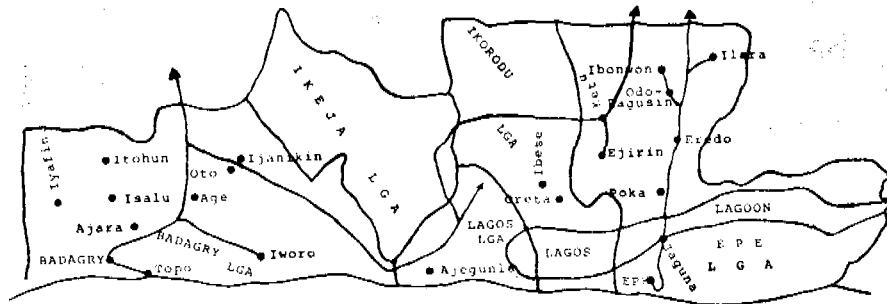 IKORODU
LGA
IKEJA
LGA
Ibonwon
Ilara
Odo-
Ragusin
Ketu
Eredo
Ejirin
Ibese
Oreta
Poka
Iyafin
Itohun
Ijanikin
Oto
Isalu
Age
Ajara
BADAGRY
Topo
BADAGRY
LGA
Iworo
Ajegunle
LAGOS
LGA
LAGOS
LAGOON
EPE
LGA
EPE